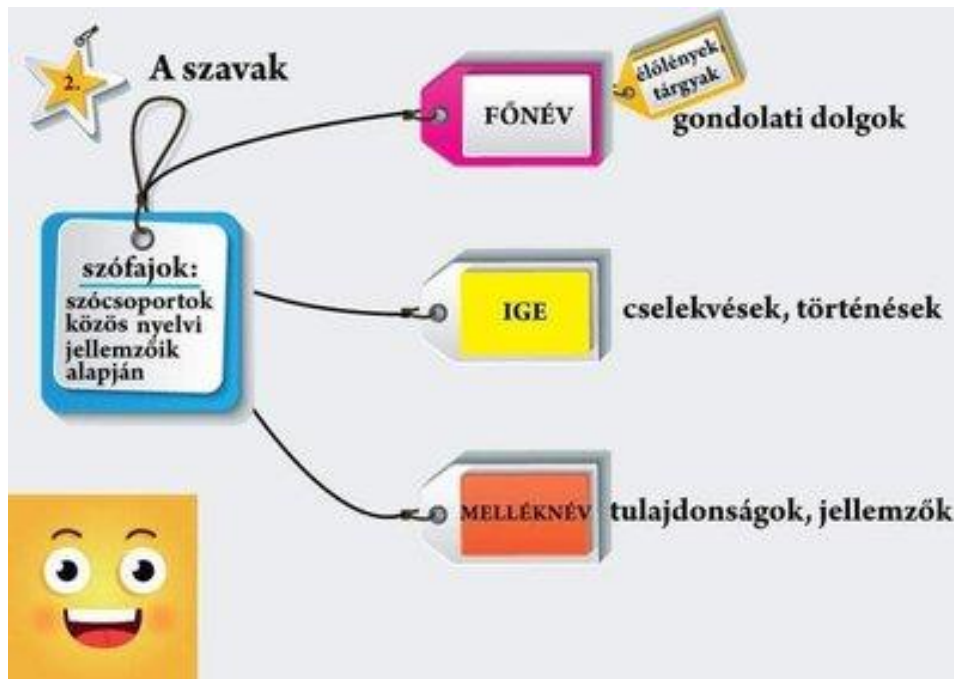 2.
A szavak
szófajok:
szócsoportok
közös nyelvi
jellemzőik
alapján
FŐNÉV
élőlények,
tárgyak
gondolati dolgok
IGE
cselekvések, történések
MELLÉKNÉV
tulajdonságok, jellemzők